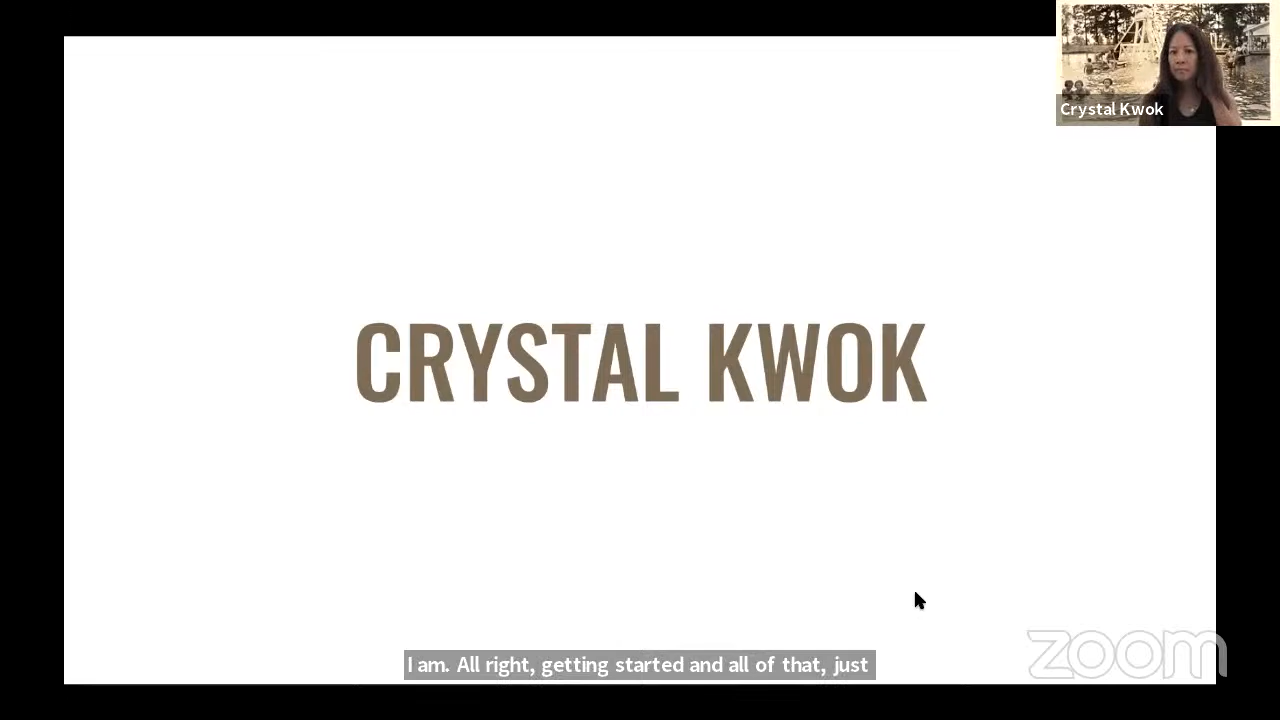 Crystal Kwok
CRYSTAL KWOK
zoom
I am. All right, getting started and all of that, just